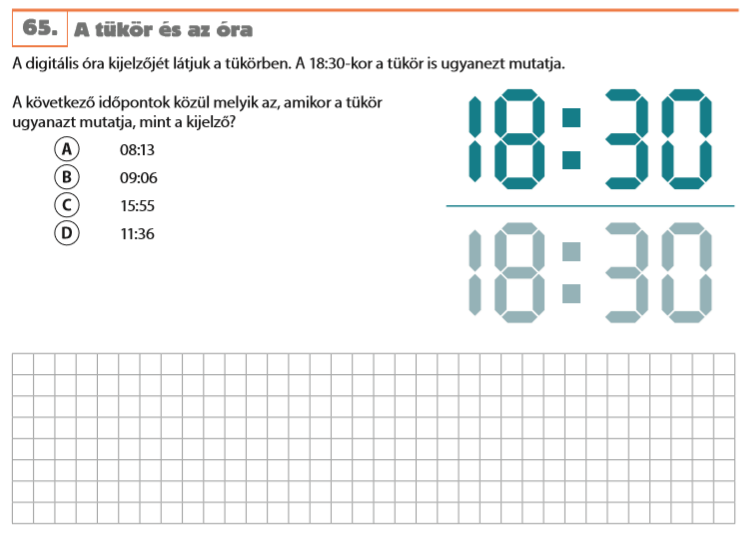 65. A tükör és az óra
A digitális óra kijelzőjét látjuk a tükörben. A 18:30-kor a tükör is ugyanezt mutatja.
A következő időpontok közül melyik az, amikor a tükör
ugyanazt mutatja, mint a kijelző?
A 08:13
B 09:06
C 15:55
D 11:36
18:30
18:30